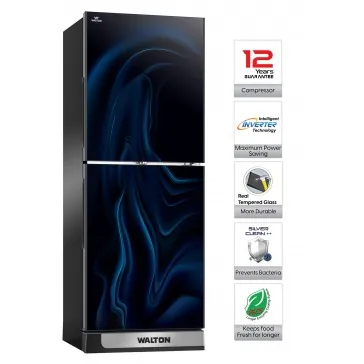 WALTON
WALTON
12
Years
GUARANTEE
Compressor
Intelligent
INVERTER
Technology
Maximum Power
Saving
Real
Tempered Glass
More Durable
SILVER
CLEAN ++
Prevents Bacteria
Keeps food
Fresh for longer